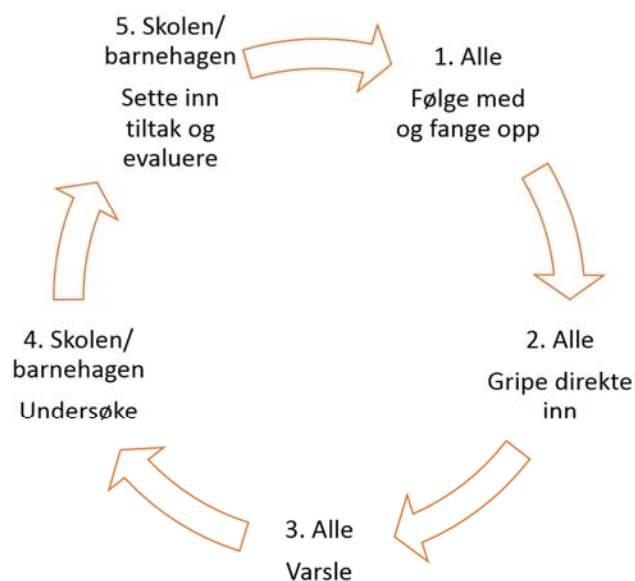 1. Alle
Følge med
og fange opp
2. Alle
Gripe direkte
inn
3. Alle
Varsle
4. Skolen/
barnehagen
Undersøke
5. Skolen/
barnehagen
Sette inn
tiltak og
evaluere